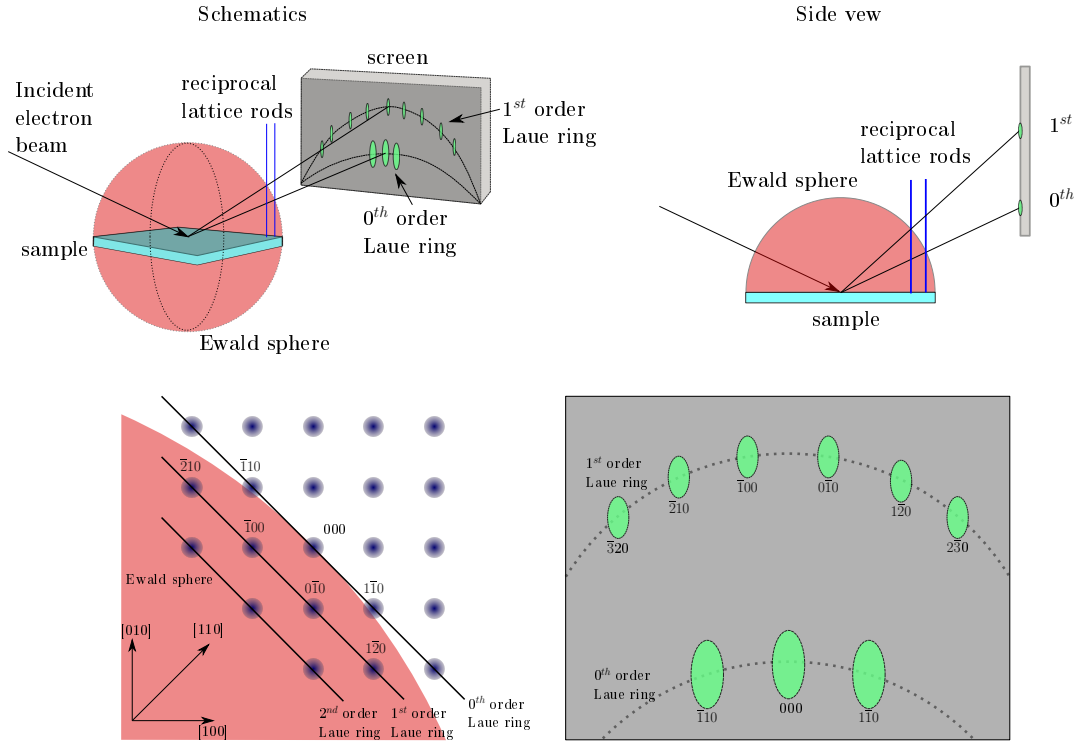 Schematics
Incident
electron
beam
reciprocal
lattice rods
screen
1ˢᵗ order
Laue ring
0ᵗʰ order
Laue ring
sample
Ewald sphere
Side vew
Ewald sphere
reciprocal
lattice rods
1ˢᵗ
0ᵗʰ
sample
2̅10
1̅10
1̅00
000
Ewald sphere
01̅0
11̅0
12̅0
[010]
[110]
[100]
2ⁿᵈ order
Laue ring
1ˢᵗ order
Laue ring
0ᵗʰ order
Laue ring
1ˢᵗ order
Laue ring
3̅20
2̅10
1̅00
01̅0
12̅0
23̅0
0ᵗʰ order
Laue ring
1̅10
000
11̅0